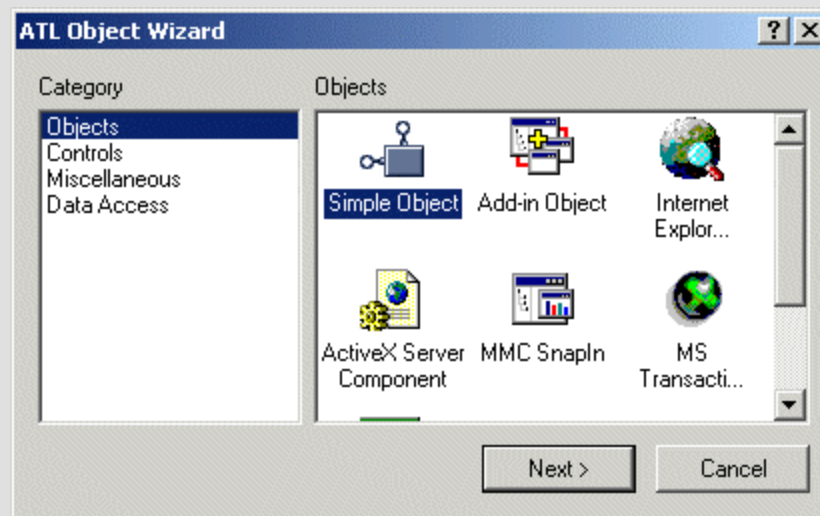 ATL Object Wizard
Category
Objects
Objects
Controls
Miscellaneous
Data Access
Simple Object
Add-in Object
Internet
Explor...
ActiveX Server
Component
MMC SnapIn
MS
Transacti...
Next >
Cancel